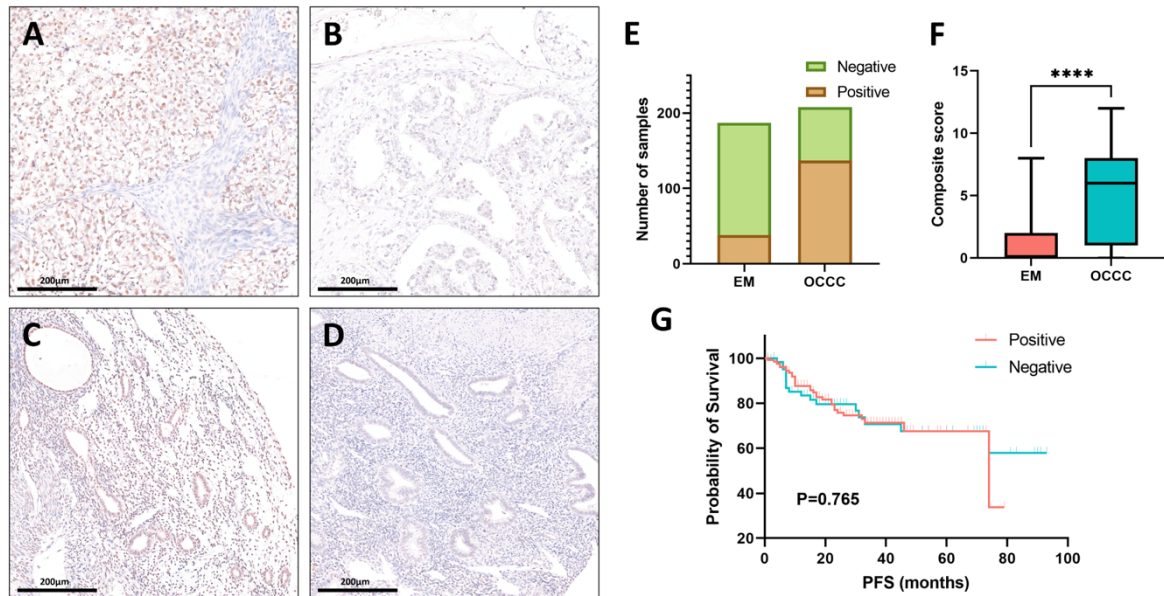 A
200μm
B
200μm
C
200μm
D
200μm
E
Negative
Positive
Number of samples
200
100
0
EM
OCCC
F
****
Composite score
15
10
5
0
EM
OCCC
G
Positive
Negative
Probability of Survival
100
80
60
40
20
P=0.765
0
20
40
60
80
100
PFS (months)